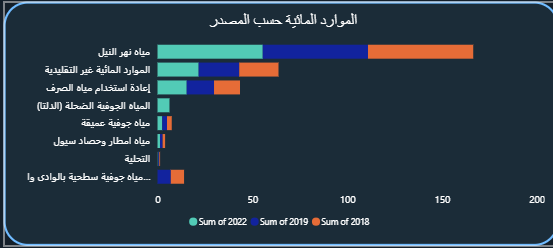 الموارد المائية حسب المصدر
مياه نهر النيل
الموارد المائية غير التقليدية
إعادة استخدام مياه الصرف
المياه الجوفية الضحلة (الدلتا)
مياه جوفية عميقة
مياه امطار وحصاد سيول
التحلية
مياه جوفية سطحية بالوادى وا...
0 50 100 150 200
Sum of 2022 Sum of 2019 Sum of 2018